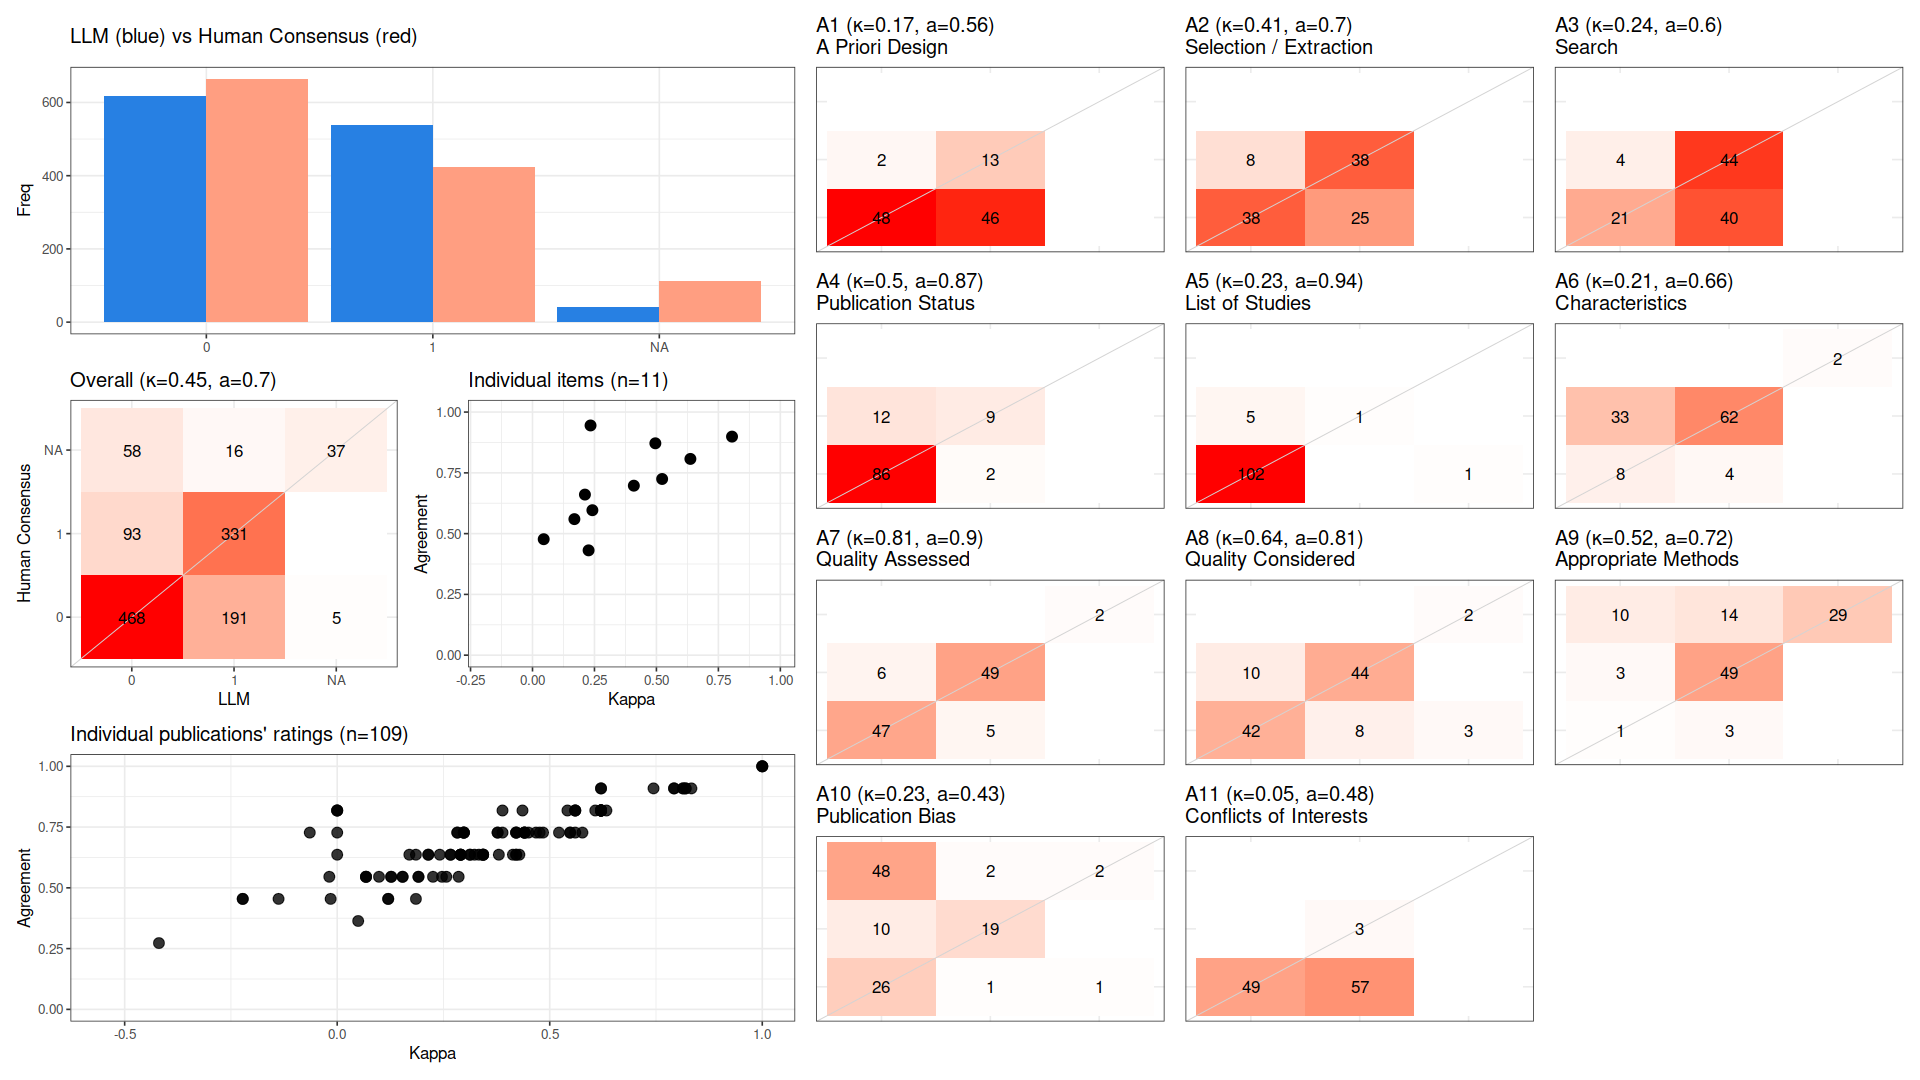 LLM (blue) vs Human Consensus (red)
Freq
600
400
200
0
0 1 NA
Overall (κ=0.45, a=0.7)
Human Consensus
NA
1
0
58 16 37
93 331
468 191 5
0 1 NA
LLM
Individual items (n=11)
Agreement
1.00
0.75
0.50
0.25
0.00
-0.25 0.00 0.25 0.50 0.75 1.00
Kappa
Individual publications' ratings (n=109)
Agreement
1.00
0.75
0.50
0.25
0.00
-0.5 0.0 0.5 1.0
Kappa
A1 (κ=0.17, a=0.56)
A Priori Design
2 13
48 46
A2 (κ=0.41, a=0.7)
Selection / Extraction
8 38
38 25
A3 (κ=0.24, a=0.6)
Search
4 44
21 40
A4 (κ=0.5, a=0.87)
Publication Status
12 9
86 2
A5 (κ=0.23, a=0.94)
List of Studies
5 1
102 1
A6 (κ=0.21, a=0.66)
Characteristics
2
33 62
8 4
A7 (κ=0.81, a=0.9)
Quality Assessed
2
6 49
47 5
A8 (κ=0.64, a=0.81)
Quality Considered
2
10 44
42 8 3
A9 (κ=0.52, a=0.72)
Appropriate Methods
10 14 29
3 49
1 3
A10 (κ=0.23, a=0.43)
Publication Bias
48 2 2
10 19
26 1 1
A11 (κ=0.05, a=0.48)
Conflicts of Interests
3
49 57